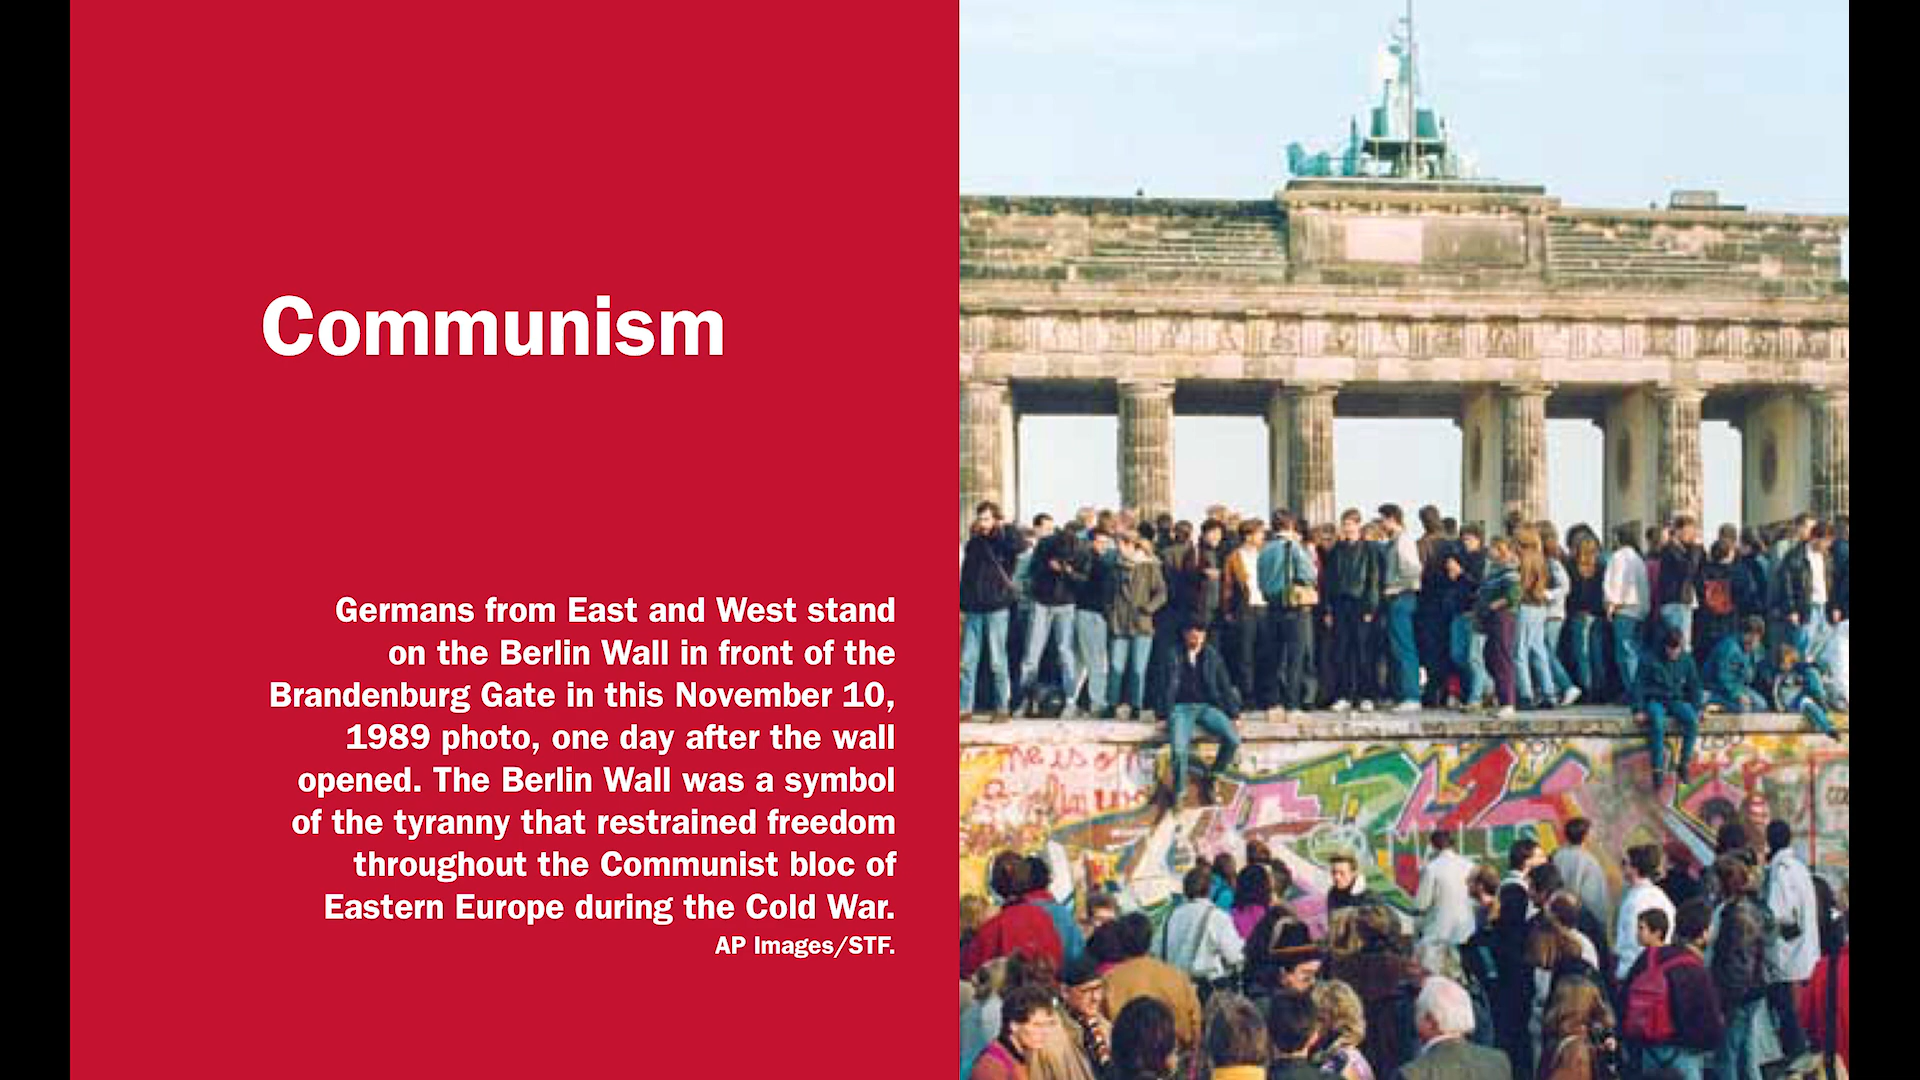 Communism
Germans from East and West stand
on the Berlin Wall in front of the
Brandenburg Gate in this November 10,
1989 photo, one day after the wall
opened. The Berlin Wall was a symbol
of the tyranny that restrained freedom
throughout the Communist bloc of
Eastern Europe during the Cold War.
AP Images/STF.